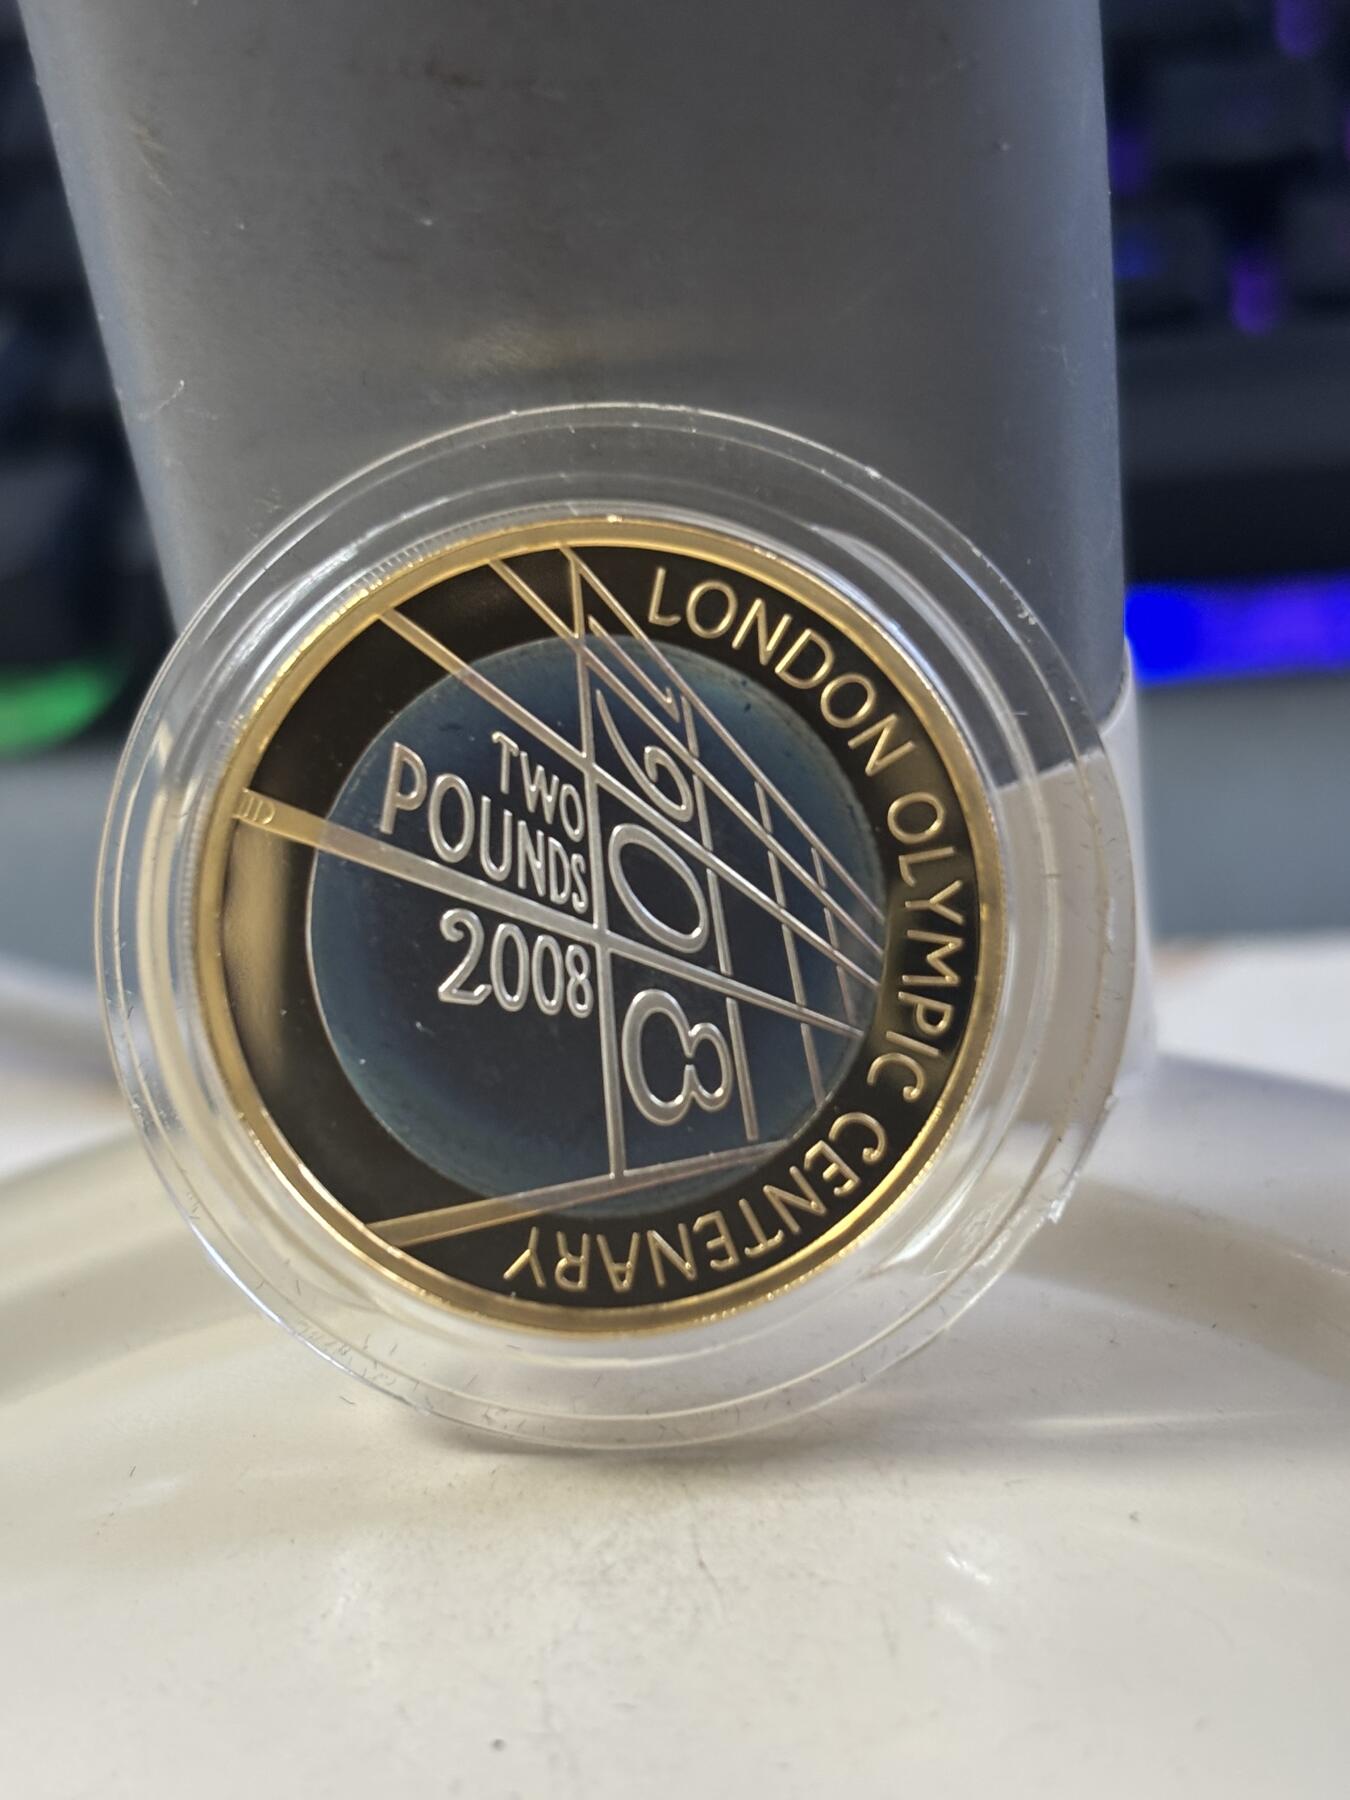 LONDON OLYMPIC CENTENARY
TWO
POUNDS
2008
1908